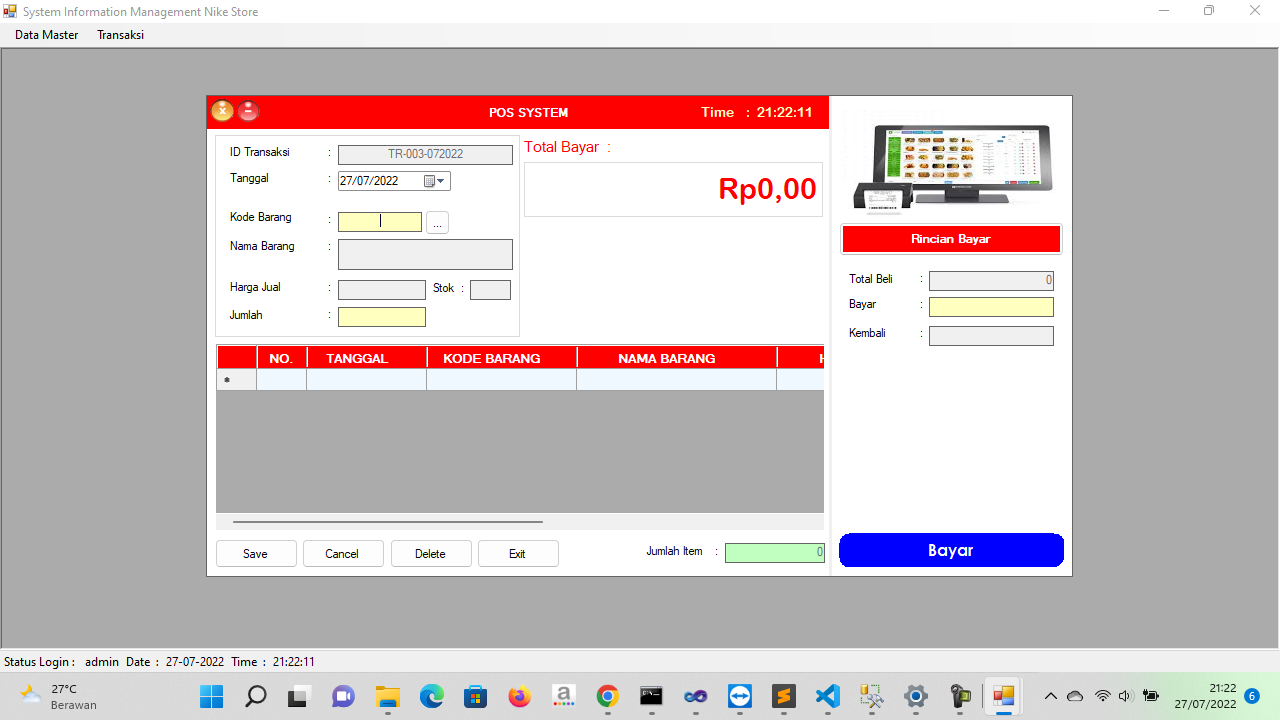 System Information Management Nike Store
Data Master Transaksi
POS SYSTEM Time : 21:22:11
ID Transaksi : TR-003-072022
Tanggal : 27/07/2022
Kode Barang : ...
Nama Barang :
Harga Jual : Stok :
Jumlah :
Total Bayar :
Rp0,00
Rincian Bayar
Total Beli : 0
Bayar :
Kembali :
NO. TANGGAL KODE BARANG NAMA BARANG
*
Save Cancel Delete Exit Jumlah Item : 0
Bayar
Status Login : admin Date : 27-07-2022 Time : 21:22:11
27°C
Berawan
21:22
27/07/2022
6